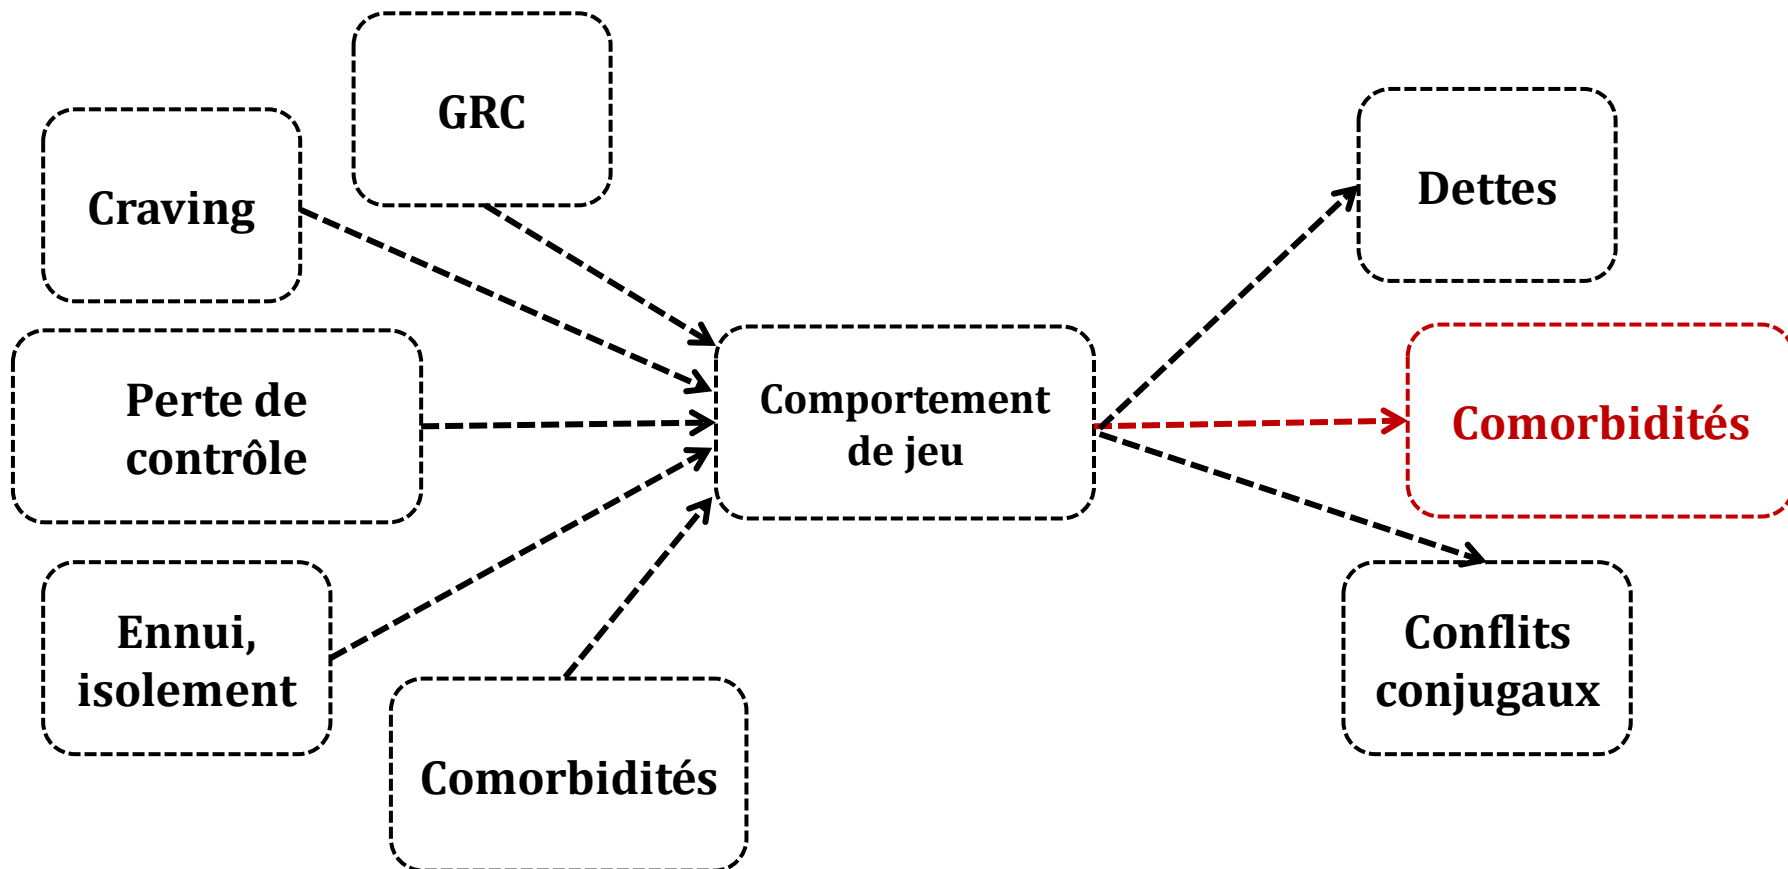 GRC
Craving
Perte de
contrôle
Ennui,
isolement
Comorbidités
Comportement
de jeu
Dettes
Comorbidités
Conflits
conjugaux